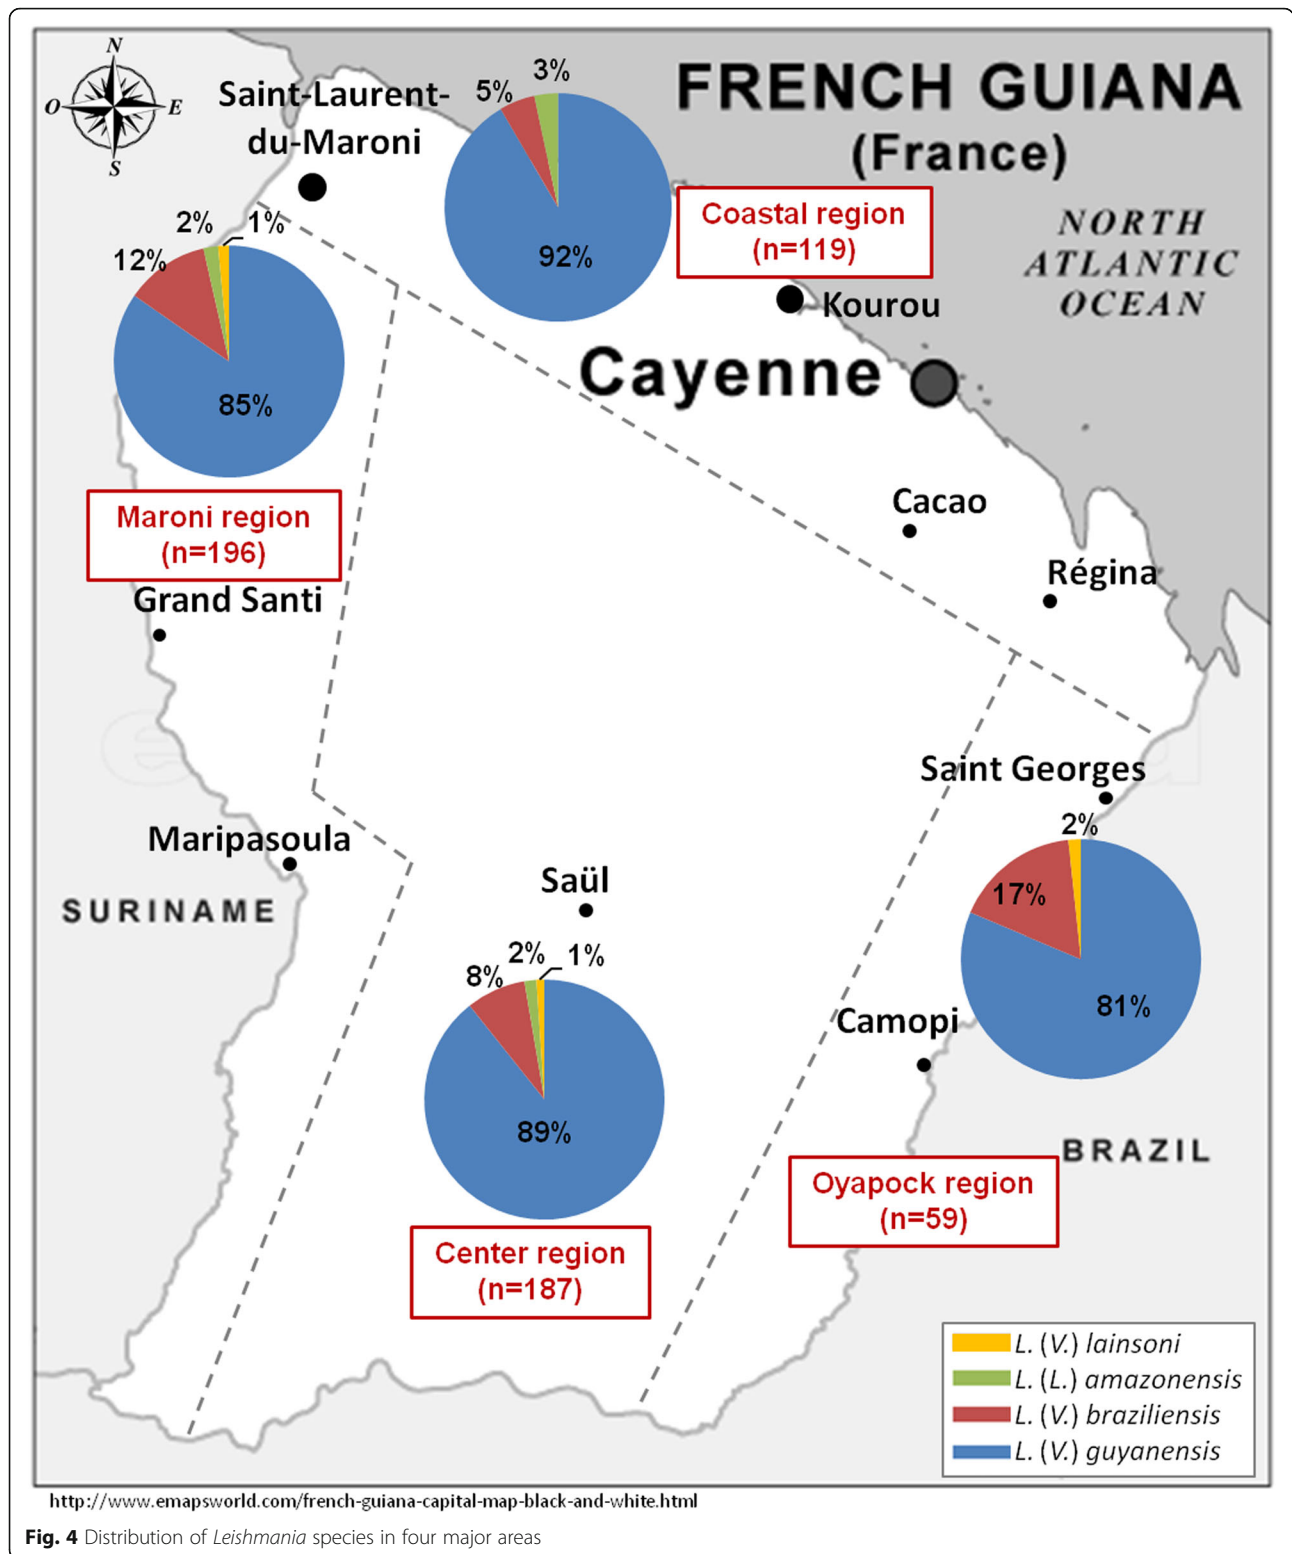 N
O
E
S
Saint-Laurent-
du-Maroni
5%
3%
92%
FRENCH GUIANA
(France)
Coastal region
(n=119)
NORTH
ATLANTIC
OCEAN
Kourou
Cayenne
12%
2%
1%
85%
Maroni region
(n=196)
Grand Santi
Cacao
Régina
Saint Georges
2%
17%
81%
Maripasoula
SURINAME
Saül
8%
2%
1%
89%
Center region
(n=187)
Camopi
BRAZIL
Oyapock region
(n=59)
L. (V.) lainsoni
L. (L.) amazonensis
L. (V.) braziliensis
L. (V.) guyanensis
http://www.emapsworld.com/french-guiana-capital-map-black-and-white.html
Fig. 4 Distribution of Leishmania species in four major areas